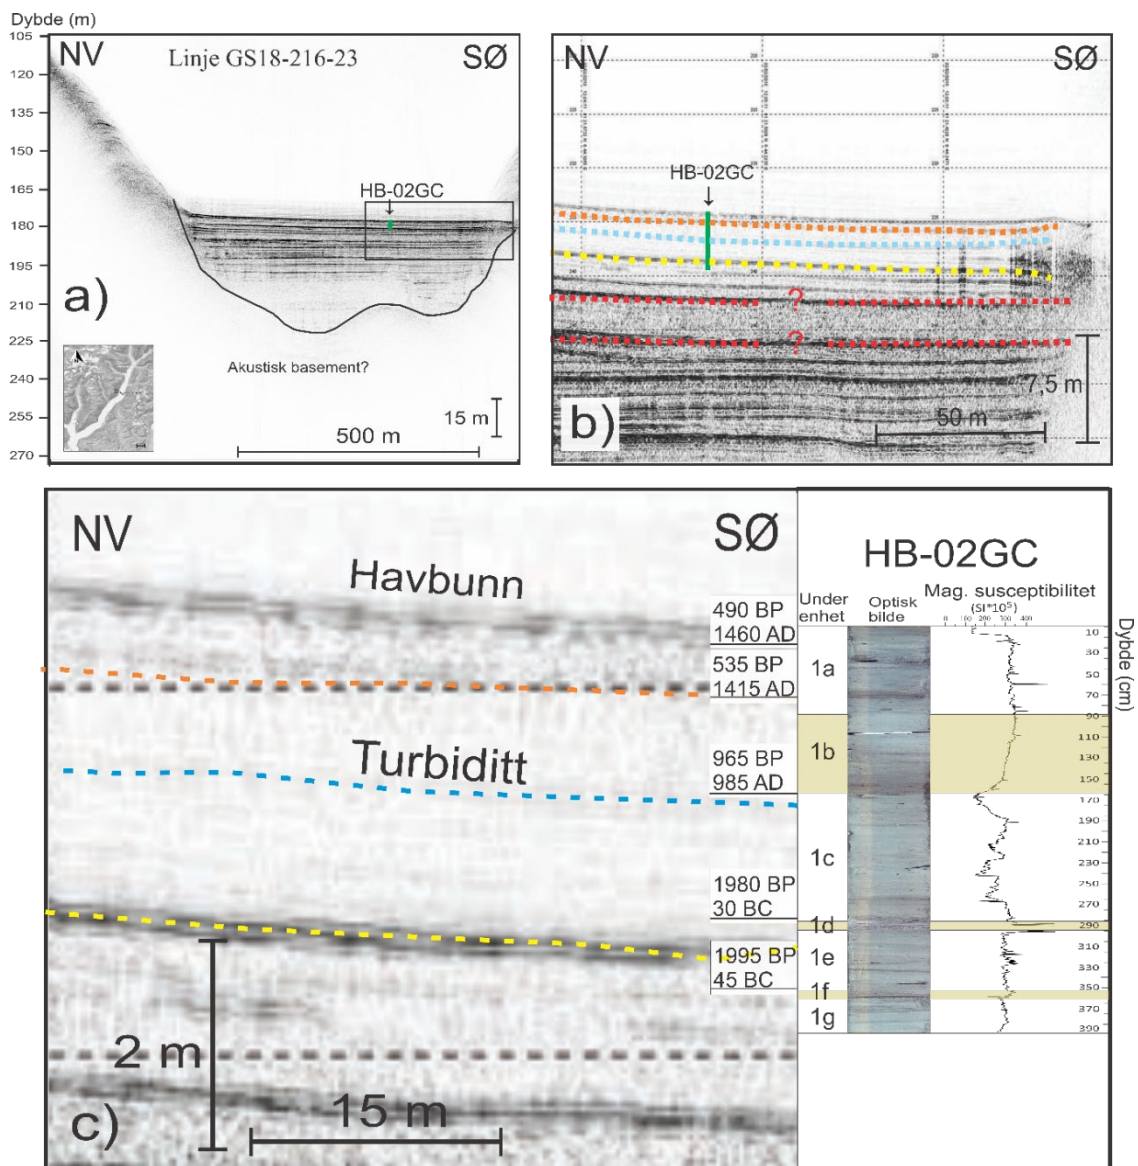 Dybde (m)
NV
Linje GS18-216-23
SØ
105
120
135
150
165
180
195
210
225
240
255
270
HB-02GC
a)
Akustisk basement?
15 m
500 m
NV
SØ
HB-02GC
?
?
7,5 m
50 m
b)
NV
SØ
Havbunn
Turbiditt
2 m
15 m
c)
490 BP
1460 AD
535 BP
1415 AD
965 BP
985 AD
1980 BP
30 BC
1995 BP
45 BC
HB-02GC
Under
enhet
Optisk
bilde
Mag. susceptibilitet
(SI*10⁵)
0 100 200 300 400
1a
1b
1c
1d
1e
1f
1g
Dybde (cm)
10
30
50
70
90
110
130
150
170
190
210
230
250
270
290
310
330
350
370
390